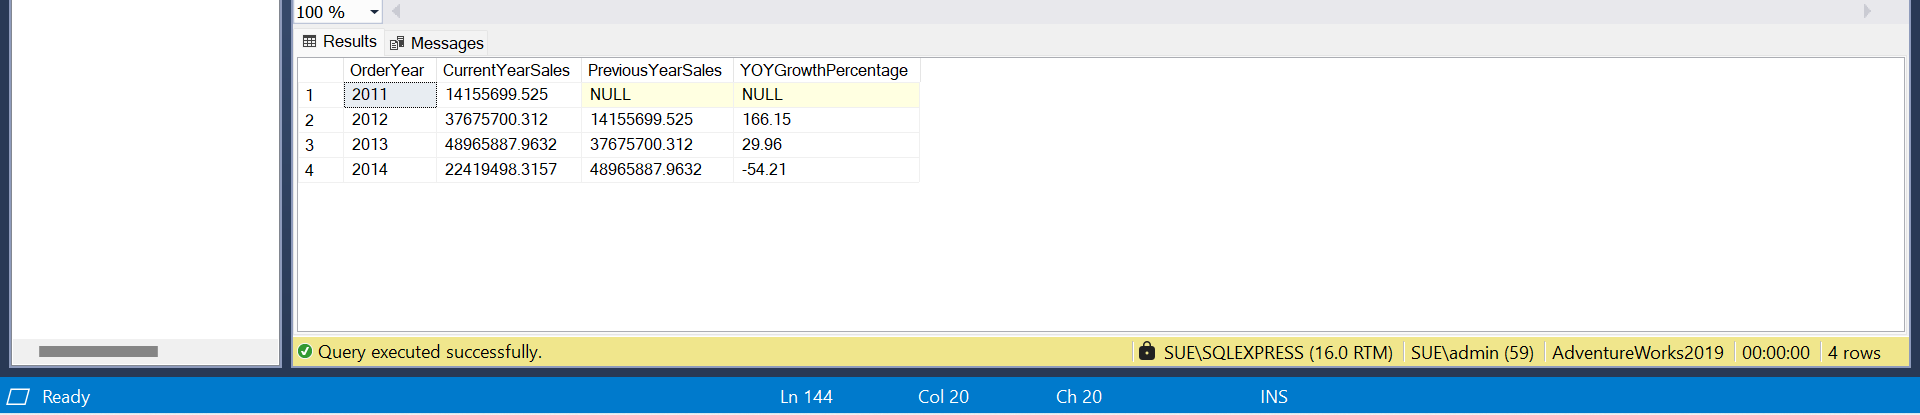 100 %
Results Messages
OrderYear CurrentYearSales PreviousYearSales YOYGrowthPercentage
1 2011 14155699.525 NULL NULL
2 2012 37675700.312 14155699.525 166.15
3 2013 48965887.9632 37675700.312 29.96
4 2014 22419498.3157 48965887.9632 -54.21
Query executed successfully. SUE\SQLEXPRESS (16.0 RTM) SUE\admin (59) AdventureWorks2019 00:00:00 4 rows
Ready Ln 144 Col 20 Ch 20 INS